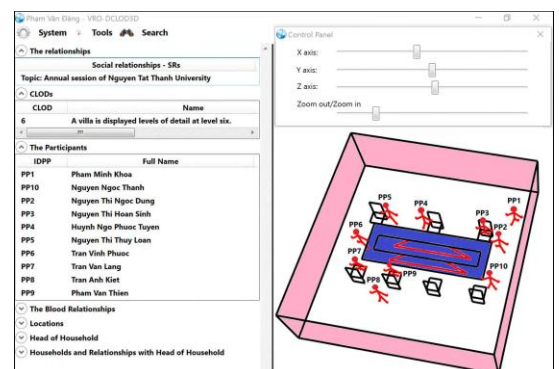 Pham Văn Đăng - VRO-DCLOD3D
System Tools Search
The relationships
Social relationships - SRs
Topic: Annual session of Nguyen Tat Thanh University
CLODs
CLOD Name
6 A villa is displayed levels of detail at level six.
The Participants
IDPP Full Name
PP1 Pham Minh Khoa
PP10 Nguyen Ngoc Thanh
PP2 Nguyen Thi Ngoc Dung
PP3 Nguyen Thi Hoan Sinh
PP4 Huynh Ngo Phuoc Tuyen
PP5 Nguyen Thi Thuy Loan
PP6 Tran Vinh Phuoc
PP7 Tran Van Lang
PP8 Tran Anh Kiet
PP9 Pham Van Thien
The Blood Relationships
Locations
Head of Household
Households and Relationships with Head of Household
Control Panel
X axis:
Y axis:
Z axis:
Zoom out/Zoom in
PP5
PP4
PP1
PP3
PP2
PP6
PP7
PP8
PP9
PP10